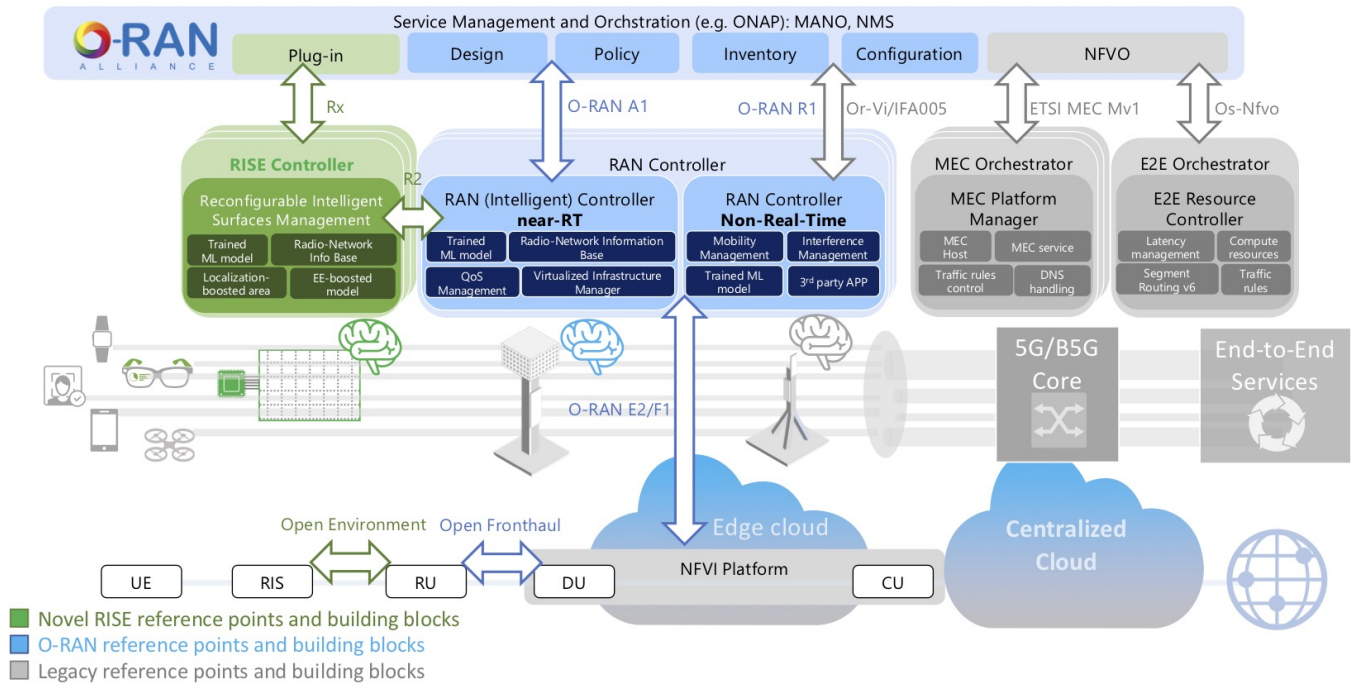 Service Management and Orchstration (e.g. ONAP): MANO, NMS
O-RAN
ALLIANCE
Plug-in
Design
Policy
Inventory
Configuration
NFVO
Rx
O-RAN A1
O-RAN R1
Or-Vi/IFA005
ETSI MEC Mv1
Os-Nfvo
RISE Controller
Reconfigurable Intelligent
Surfaces Management
Trained
ML model
Radio-Network
Info Base
Localization-
boosted area
EE-boosted
model
R2
RAN Controller
RAN (Intelligent) Controller
near-RT
Trained
ML model
Radio-Network Information
Base
QoS
Management
Virtualized Infrastructure
Manager
RAN Controller
Non-Real-Time
Mobility
Management
Interference
Management
Trained ML
model
3rd party APP
MEC Orchestrator
MEC Platform
Manager
MEC
Host
MEC service
Traffic rules
control
DNS
handling
E2E Orchestrator
E2E Resource
Controller
Latency
management
Compute
resources
Segment
Routing v6
Traffic
rules
O-RAN E2/F1
5G/B5G
Core
End-to-End
Services
Open Environment
Open Fronthaul
Edge cloud
Centralized
Cloud
NFVI Platform
UE
RIS
RU
DU
CU
Novel RISE reference points and building blocks
O-RAN reference points and building blocks
Legacy reference points and building blocks